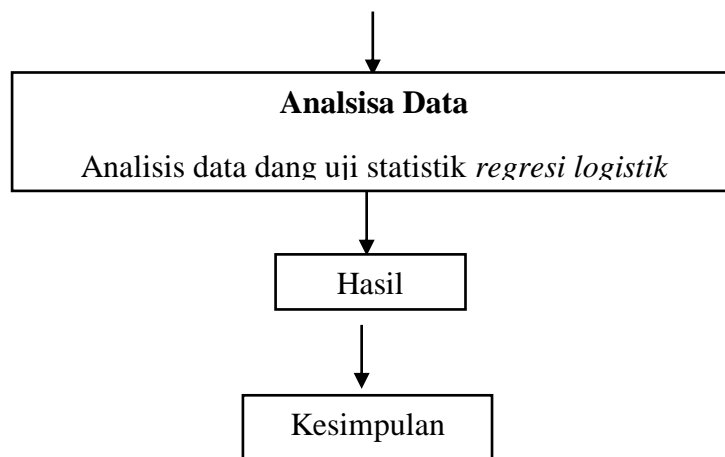 Analsisa Data
Analisis data dang uji statistik regresi logistik
Hasil
Kesimpulan